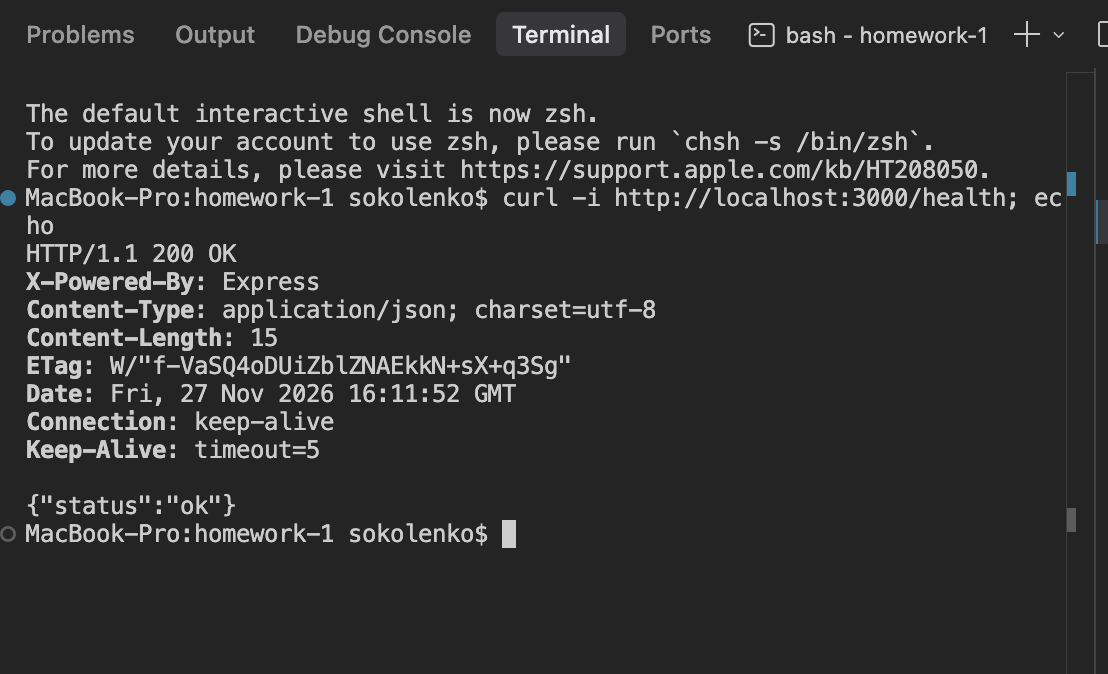 Problems Output Debug Console Terminal Ports bash - homework-1
The default interactive shell is now zsh.
To update your account to use zsh, please run `chsh -s /bin/zsh`.
For more details, please visit https://support.apple.com/kb/HT208050.
MacBook-Pro:homework-1 sokolenko$ curl -i http://localhost:3000/health; ec
ho
HTTP/1.1 200 OK
X-Powered-By: Express
Content-Type: application/json; charset=utf-8
Content-Length: 15
ETag: W/"f-VaSQ4oDUiZblZNAEkkN+sX+q3Sg"
Date: Fri, 27 Nov 2026 16:11:52 GMT
Connection: keep-alive
Keep-Alive: timeout=5
{"status":"ok"}
MacBook-Pro:homework-1 sokolenko$